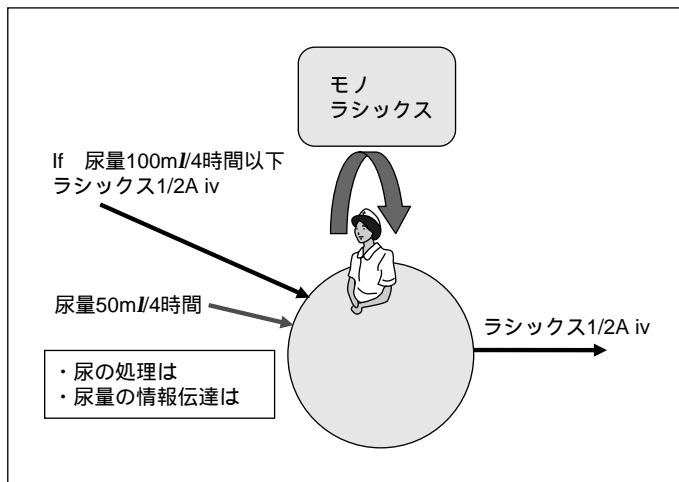 モノ
ラシックス
If　尿量100ml/4時間以下
ラシックス1/2A iv
尿量50ml/4時間
ラシックス1/2A iv
・尿の処理は
・尿量の情報伝達は